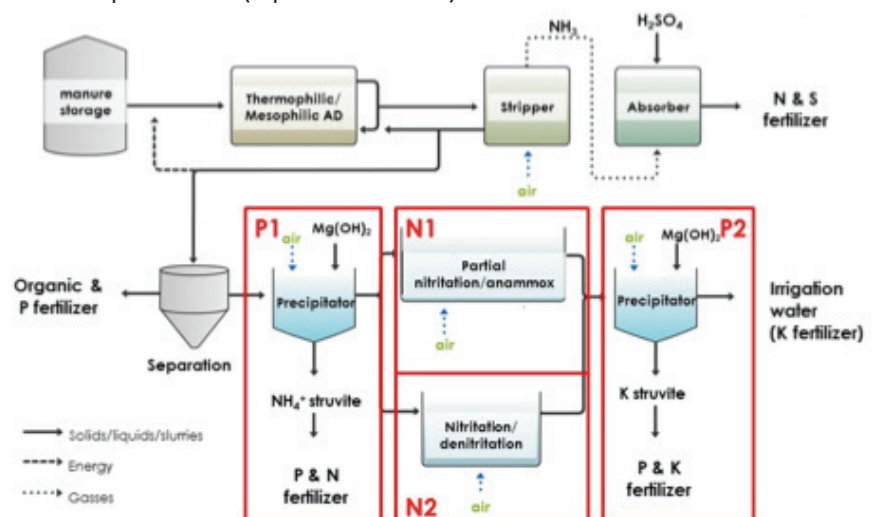 NH3
H2SO4
manure
storage
Thermophilic/
Mesophilic AD
Stripper
Absorber
N & S
fertilizer
air
P1
air
Mg(OH)2
N1
Partial
nitritation/anammox
air
air
Mg(OH)2
P2
Organic &
P fertilizer
Separation
Precipitator
Precipitator
Irrigation
water
(K fertilizer)
NH4+ struvite
P & N
fertilizer
Nitritation/
denitritation
N2
air
K struvite
P & K
fertilizer
Solids/liquids/slurries
Energy
Gasses